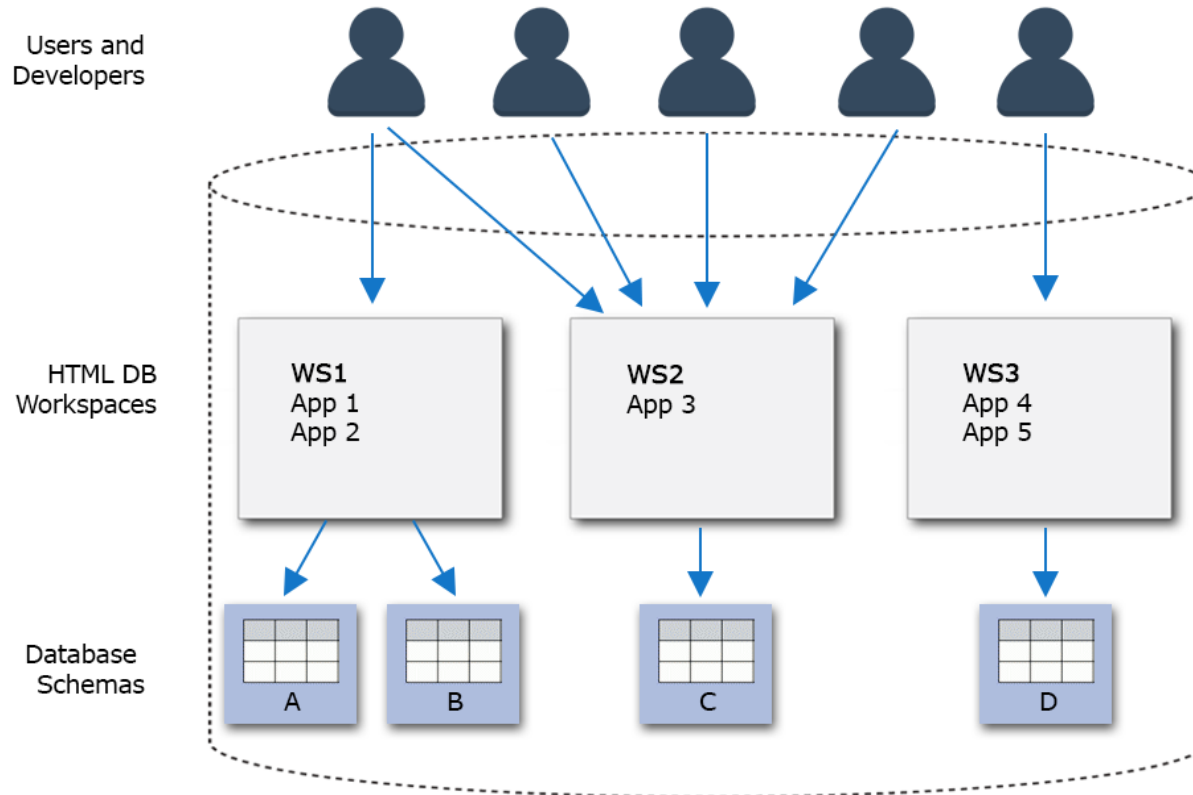 Users and
Developers
HTML DB
Workspaces
WS1
App 1
App 2
WS2
App 3
WS3
App 4
App 5
Database
Schemas
A
B
C
D